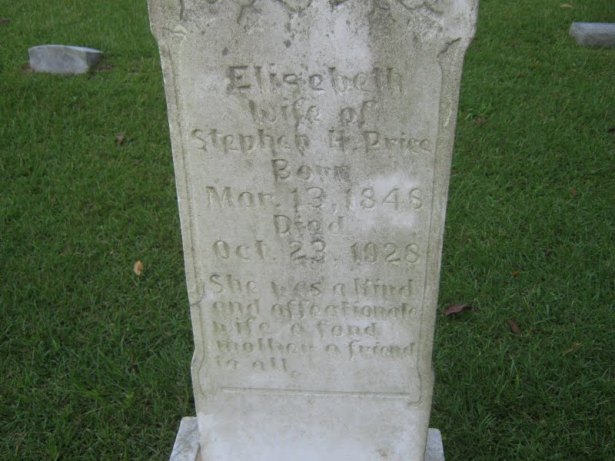 Elisebeth
Wife of
Stephen H. Price
Born
Mar. 13, 1848
Died
Oct. 23, 1928
She was a kind
and affectionate
wife, a fond
mother a friend
to all.